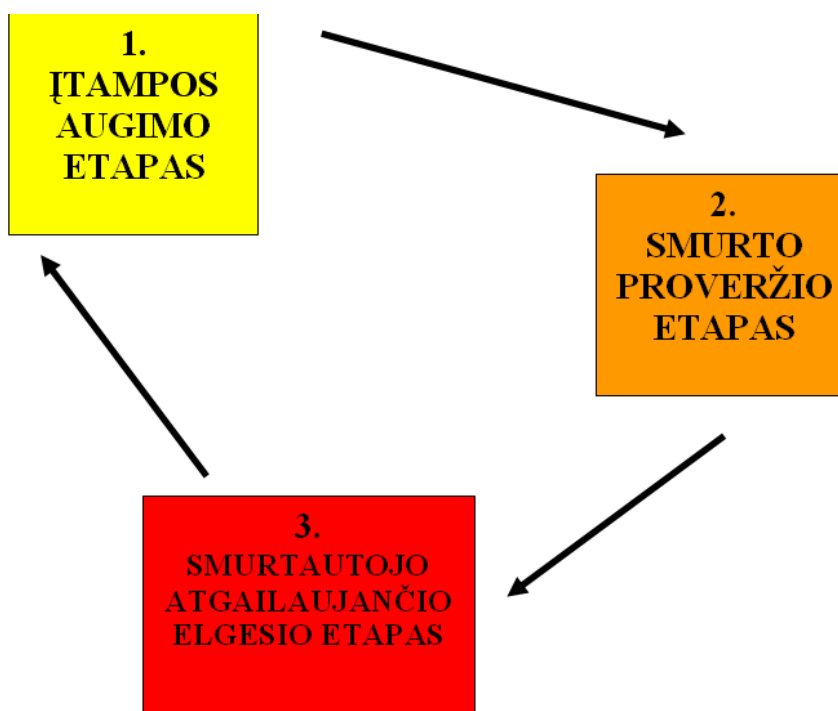 1.
ĮTAMPOS
AUGIMO
ETAPAS
2.
SMURTO
PROVERŽIO
ETAPAS
3.
SMURTAUTOJO
ATGAILAUJANČIO
ELGESIO ETAPAS